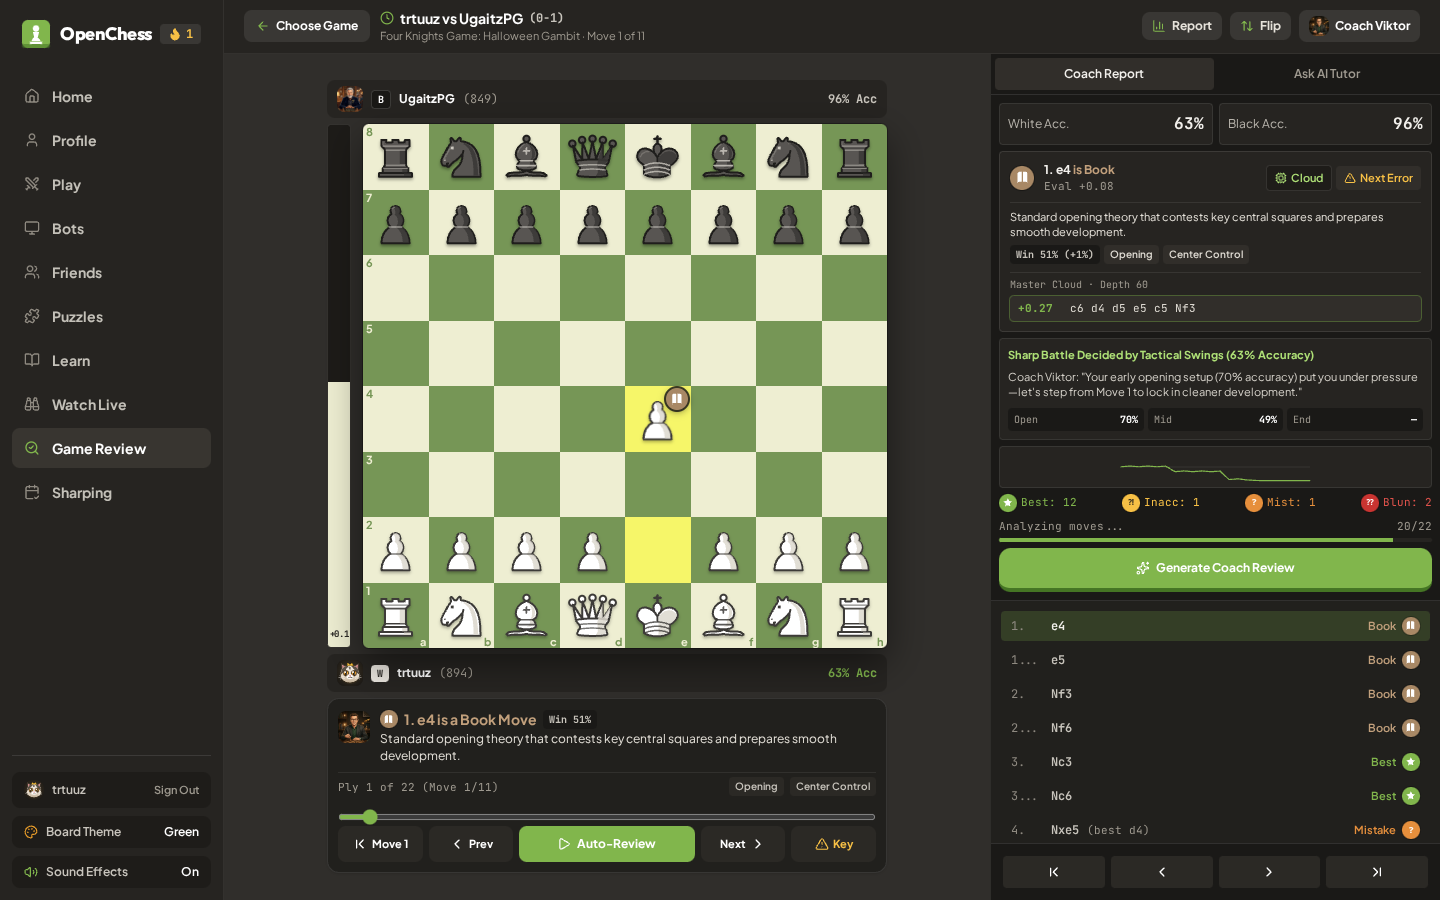 OpenChess
1
Home
Profile
Play
Bots
Friends
Puzzles
Learn
Watch Live
Game Review
Sharping
trtuuz
Sign Out
Board Theme
Green
Sound Effects
On
Choose Game
trtuuz vs UgaitzPG (0-1)
Four Knights Game: Halloween Gambit · Move 1 of 11
Report
Flip
Coach Viktor
B UgaitzPG (849)
96% Acc
8
7
6
5
4
3
2
1
a b c d e f g h
+0.1
W trtuuz (894)
63% Acc
1. e4 is a Book Move Win 51%
Standard opening theory that contests key central squares and prepares smooth
development.
Ply 1 of 22 (Move 1/11)
Opening
Center Control
Move 1
Prev
Auto-Review
Next
Key
Coach Report
Ask AI Tutor
White Acc. 63%
Black Acc. 96%
1. e4 is Book
Eval +0.08
Cloud
Next Error
Standard opening theory that contests key central squares and prepares
smooth development.
Win 51% (+1%)
Opening
Center Control
Master Cloud · Depth 60
+0.27 c6 d4 d5 e5 c5 Nf3
Sharp Battle Decided by Tactical Swings (63% Accuracy)
Coach Viktor: "Your early opening setup (70% accuracy) put you under pressure
—let's step from Move 1 to lock in cleaner development."
Open 70%
Mid 49%
End —
Best: 12
?! Inacc: 1
? Mist: 1
?? Blun: 2
Analyzing moves... 20/22
Generate Coach Review
1. e4 Book
1... e5 Book
2. Nf3 Book
2... Nf6 Book
3. Nc3 Best
3... Nc6 Best
4. Nxe5 (best d4) Mistake ?